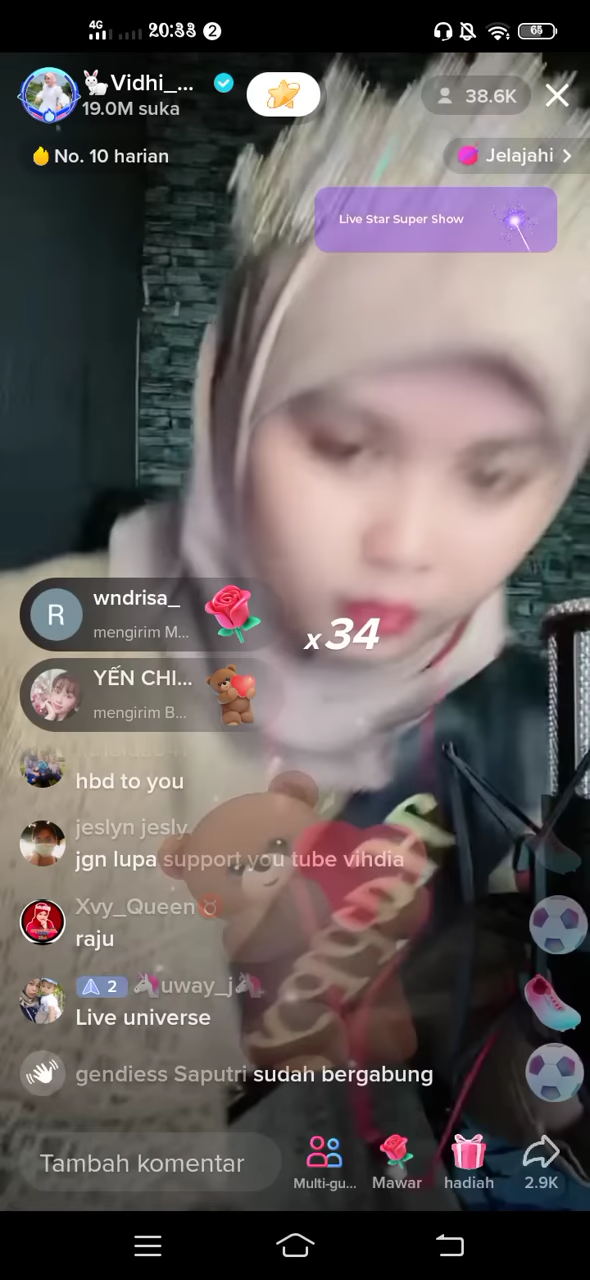 4G 20:33 2 65
Vidhi_...
19.0M suka
38.6K
No. 10 harian
Jelajahi
Live Star Super Show
wndrisa_
R
mengirim M...
x34
YẾN CHI...
mengirim B...
hbd to you
jeslyn jeslv
jgn lupa support you tube vihdia
Xvy_Queen
raju
2 uway_j
Live universe
gendiess Saputri sudah bergabung
Tambah komentar
Multi-gu...
Mawar
hadiah
2.9K